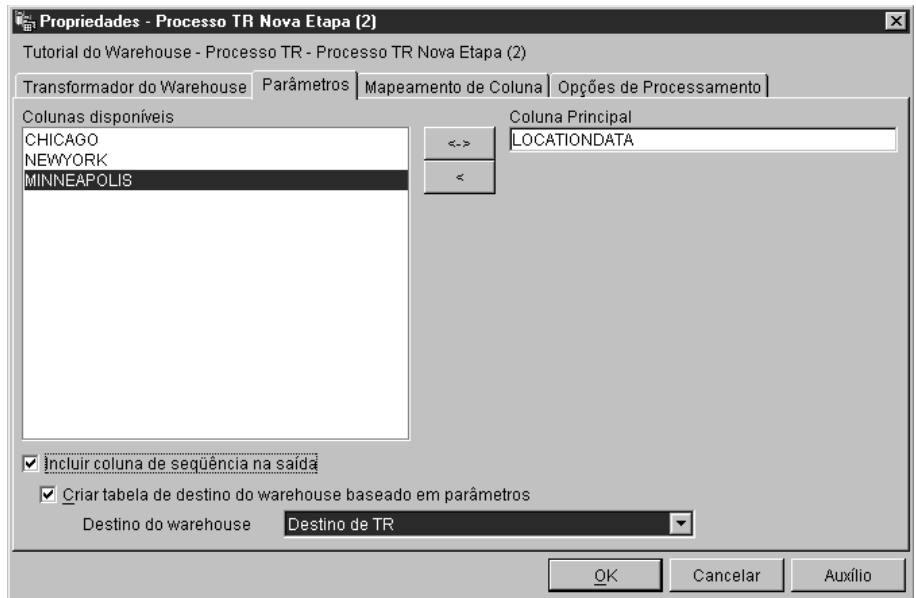 Propriedades - Processo TR Nova Etapa (2)
Tutorial do Warehouse - Processo TR - Processo TR Nova Etapa (2)
Transformador do Warehouse Parâmetros Mapeamento de Coluna Opções de Processamento
Colunas disponíveis
CHICAGO
NEWYORK
MINNEAPOLIS
<->
<
Coluna Principal
LOCATIONDATA
Incluir coluna de seqüência na saída
Criar tabela de destino do warehouse baseado em parâmetros
Destino do warehouse Destino de TR
OK Cancelar Auxílio